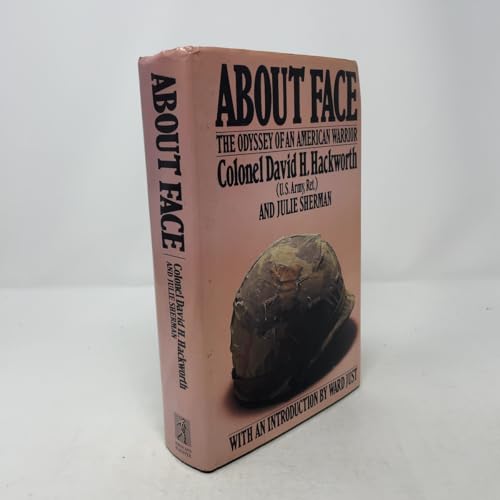 ABOUT FACE
THE ODYSSEY OF AN AMERICAN WARRIOR
Colonel David H. Hackworth
(U.S. Army, Ret.)
AND JULIE SHERMAN
WITH AN INTRODUCTION BY WARD JUST
ABOUT FACE
Colonel David H. Hackworth
AND JULIE SHERMAN